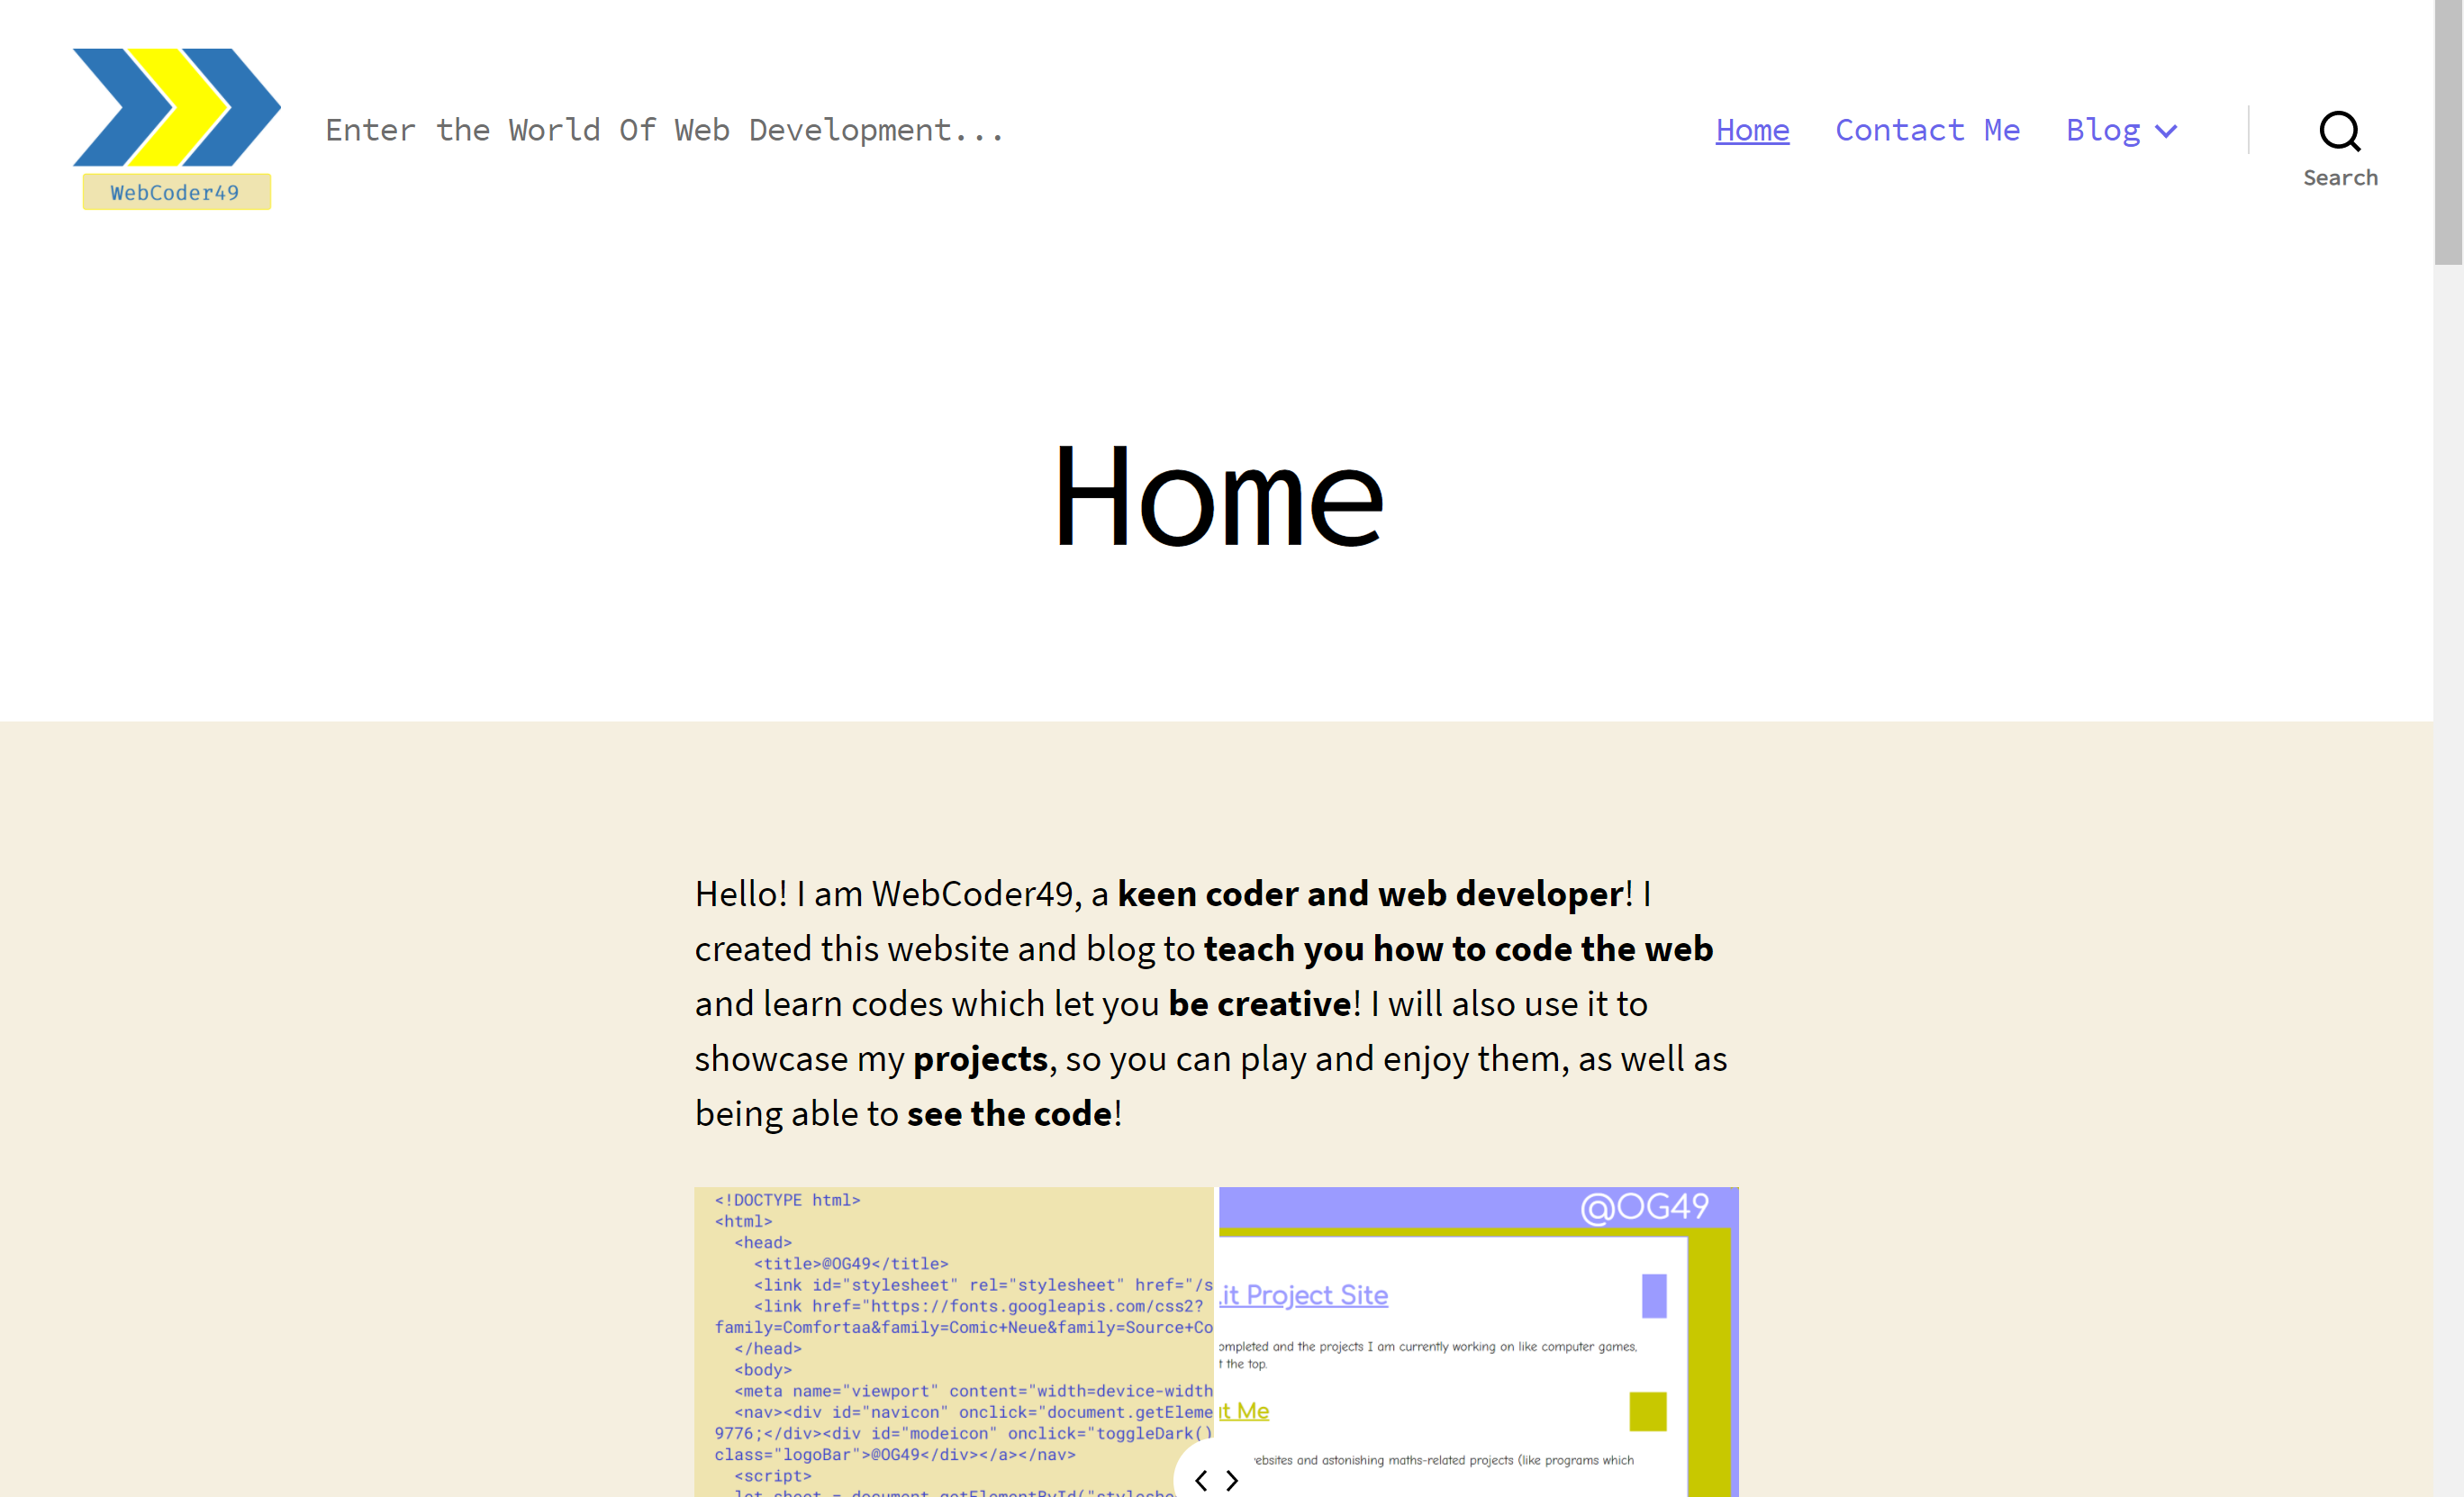 WebCoder49
Enter the World Of Web Development...
Home
Contact Me
Blog
Search
Home
Hello! I am WebCoder49, a keen coder and web developer! I
created this website and blog to teach you how to code the web
and learn codes which let you be creative! I will also use it to
showcase my projects, so you can play and enjoy them, as well as
being able to see the code!
<!DOCTYPE html>
<html>
<head>
<title>@OG49</title>
<link id="stylesheet" rel="stylesheet" href="/s
<link href="https://fonts.googleapis.com/css2?
family=Comfortaa&family=Comic+Neue&family=Source+Co
</head>
<body>
<meta name="viewport" content="width=device-width
<nav><div id="navicon" onclick="document.getEleme
9776;</div><div id="modeicon" onclick="toggleDark()
class="logoBar">@OG49</div></a></nav>
<script>
let sheet = document.getElementById("styleshe
@OG49
.it Project Site
ompleted and the projects I am currently working on like computer games,
t the top.
t Me
ebsites and astonishing maths-related projects (like programs which